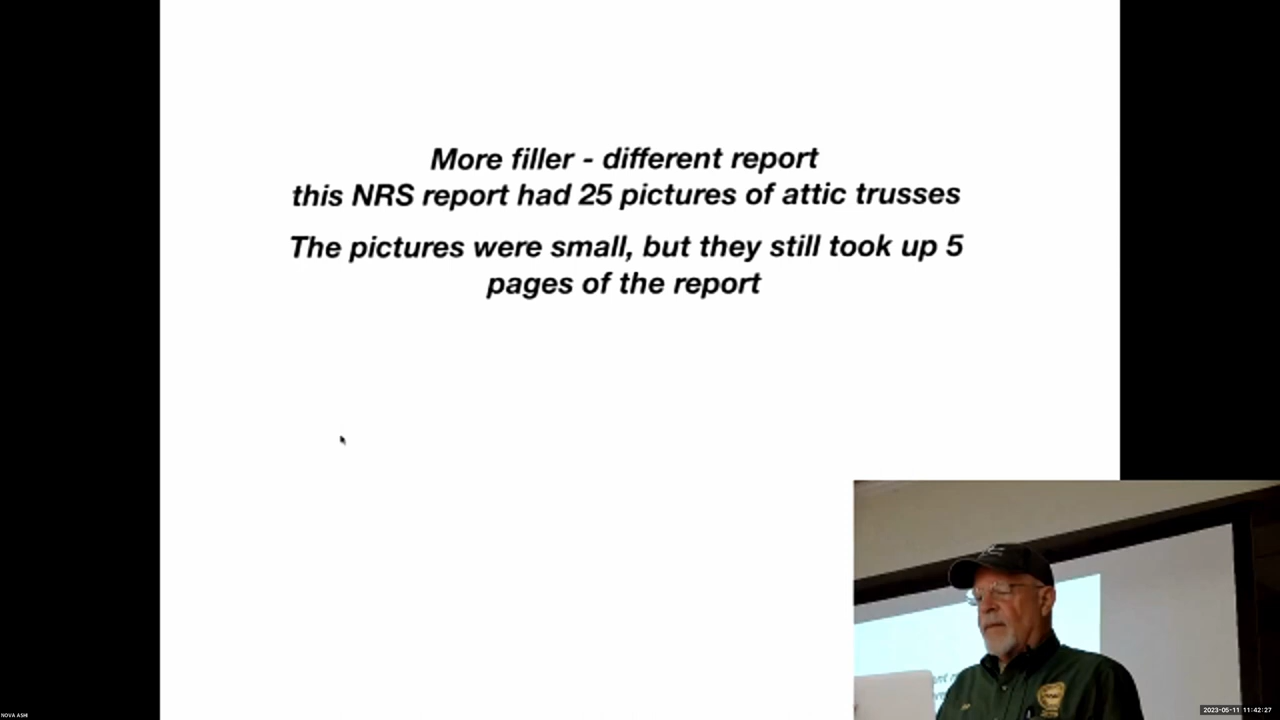 More filler - different report
this NRS report had 25 pictures of attic trusses
The pictures were small, but they still took up 5
pages of the report
NOVA ASHI
2023-05-11 11:42:27